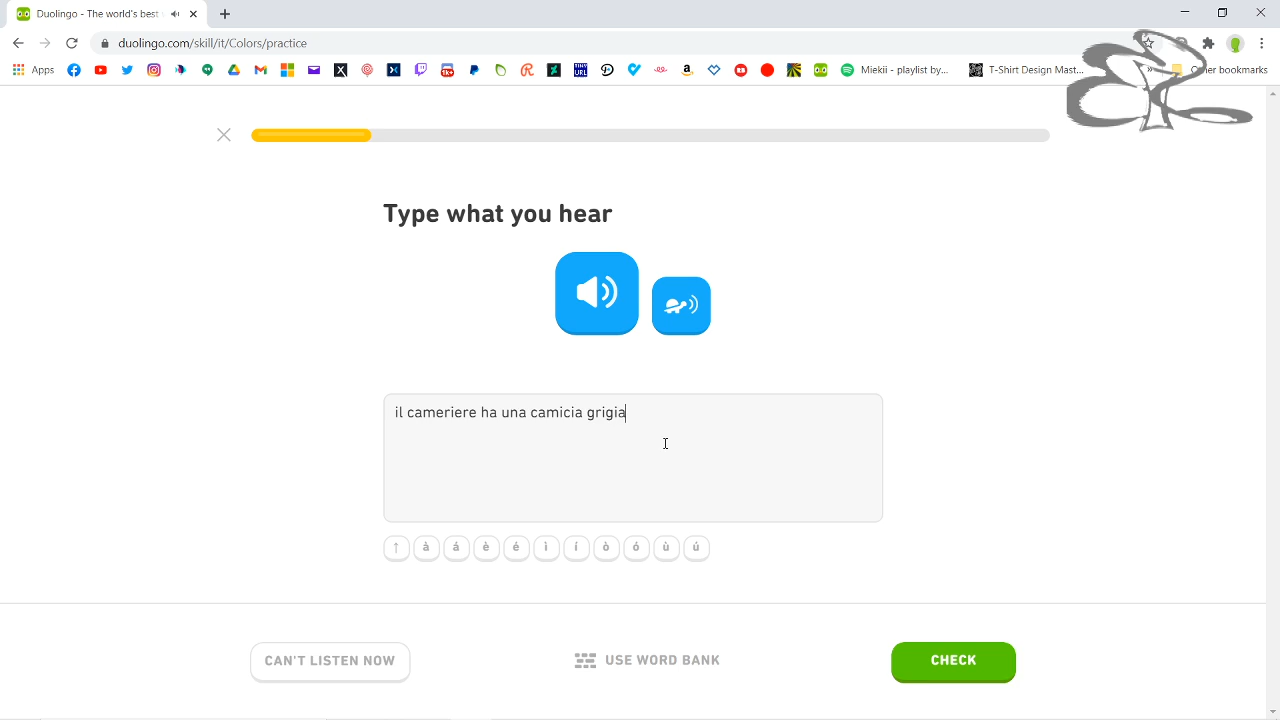 Duolingo - The world's best
duolingo.com/skill/it/Colors/practice
Apps
Miekii - playlist by...
T-Shirt Design Mast...
»
Other bookmarks
Type what you hear
il cameriere ha una camicia grigia
↑ à á è é ì í ò ó ù ú
CAN'T LISTEN NOW
USE WORD BANK
CHECK